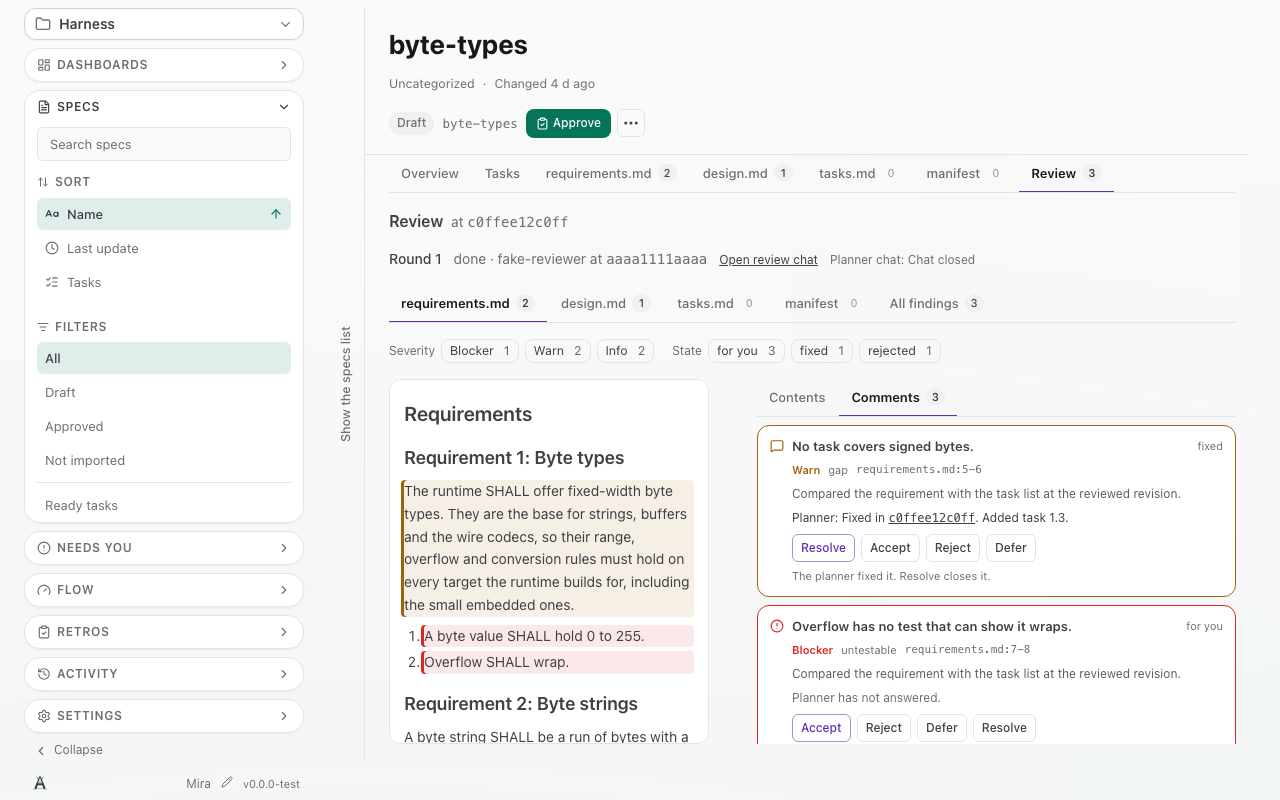 Harness
DASHBOARDS
SPECS
Search specs
SORT
Aa Name
Last update
Tasks
FILTERS
All
Draft
Approved
Not imported
Ready tasks
NEEDS YOU
FLOW
RETROS
ACTIVITY
SETTINGS
Collapse
Mira v0.0.0-test
Show the specs list
byte-types
Uncategorized · Changed 4 d ago
Draft byte-types Approve
Overview Tasks requirements.md 2 design.md 1 tasks.md 0 manifest 0 Review 3
Review at c0ffee12c0ff
Round 1 done · fake-reviewer at aaaa1111aaaa Open review chat Planner chat: Chat closed
requirements.md 2 design.md 1 tasks.md 0 manifest 0 All findings 3
Severity Blocker 1 Warn 2 Info 2 State for you 3 fixed 1 rejected 1
Requirements
Requirement 1: Byte types
The runtime SHALL offer fixed-width byte
types. They are the base for strings, buffers
and the wire codecs, so their range,
overflow and conversion rules must hold on
every target the runtime builds for, including
the small embedded ones.
1. A byte value SHALL hold 0 to 255.
2. Overflow SHALL wrap.
Requirement 2: Byte strings
A byte string SHALL be a run of bytes with a
Contents Comments 3
No task covers signed bytes. fixed
Warn gap requirements.md:5-6
Compared the requirement with the task list at the reviewed revision.
Planner: Fixed in c0ffee12c0ff. Added task 1.3.
Resolve Accept Reject Defer
The planner fixed it. Resolve closes it.
Overflow has no test that can show it wraps. for you
Blocker untestable requirements.md:7-8
Compared the requirement with the task list at the reviewed revision.
Planner has not answered.
Accept Reject Defer Resolve